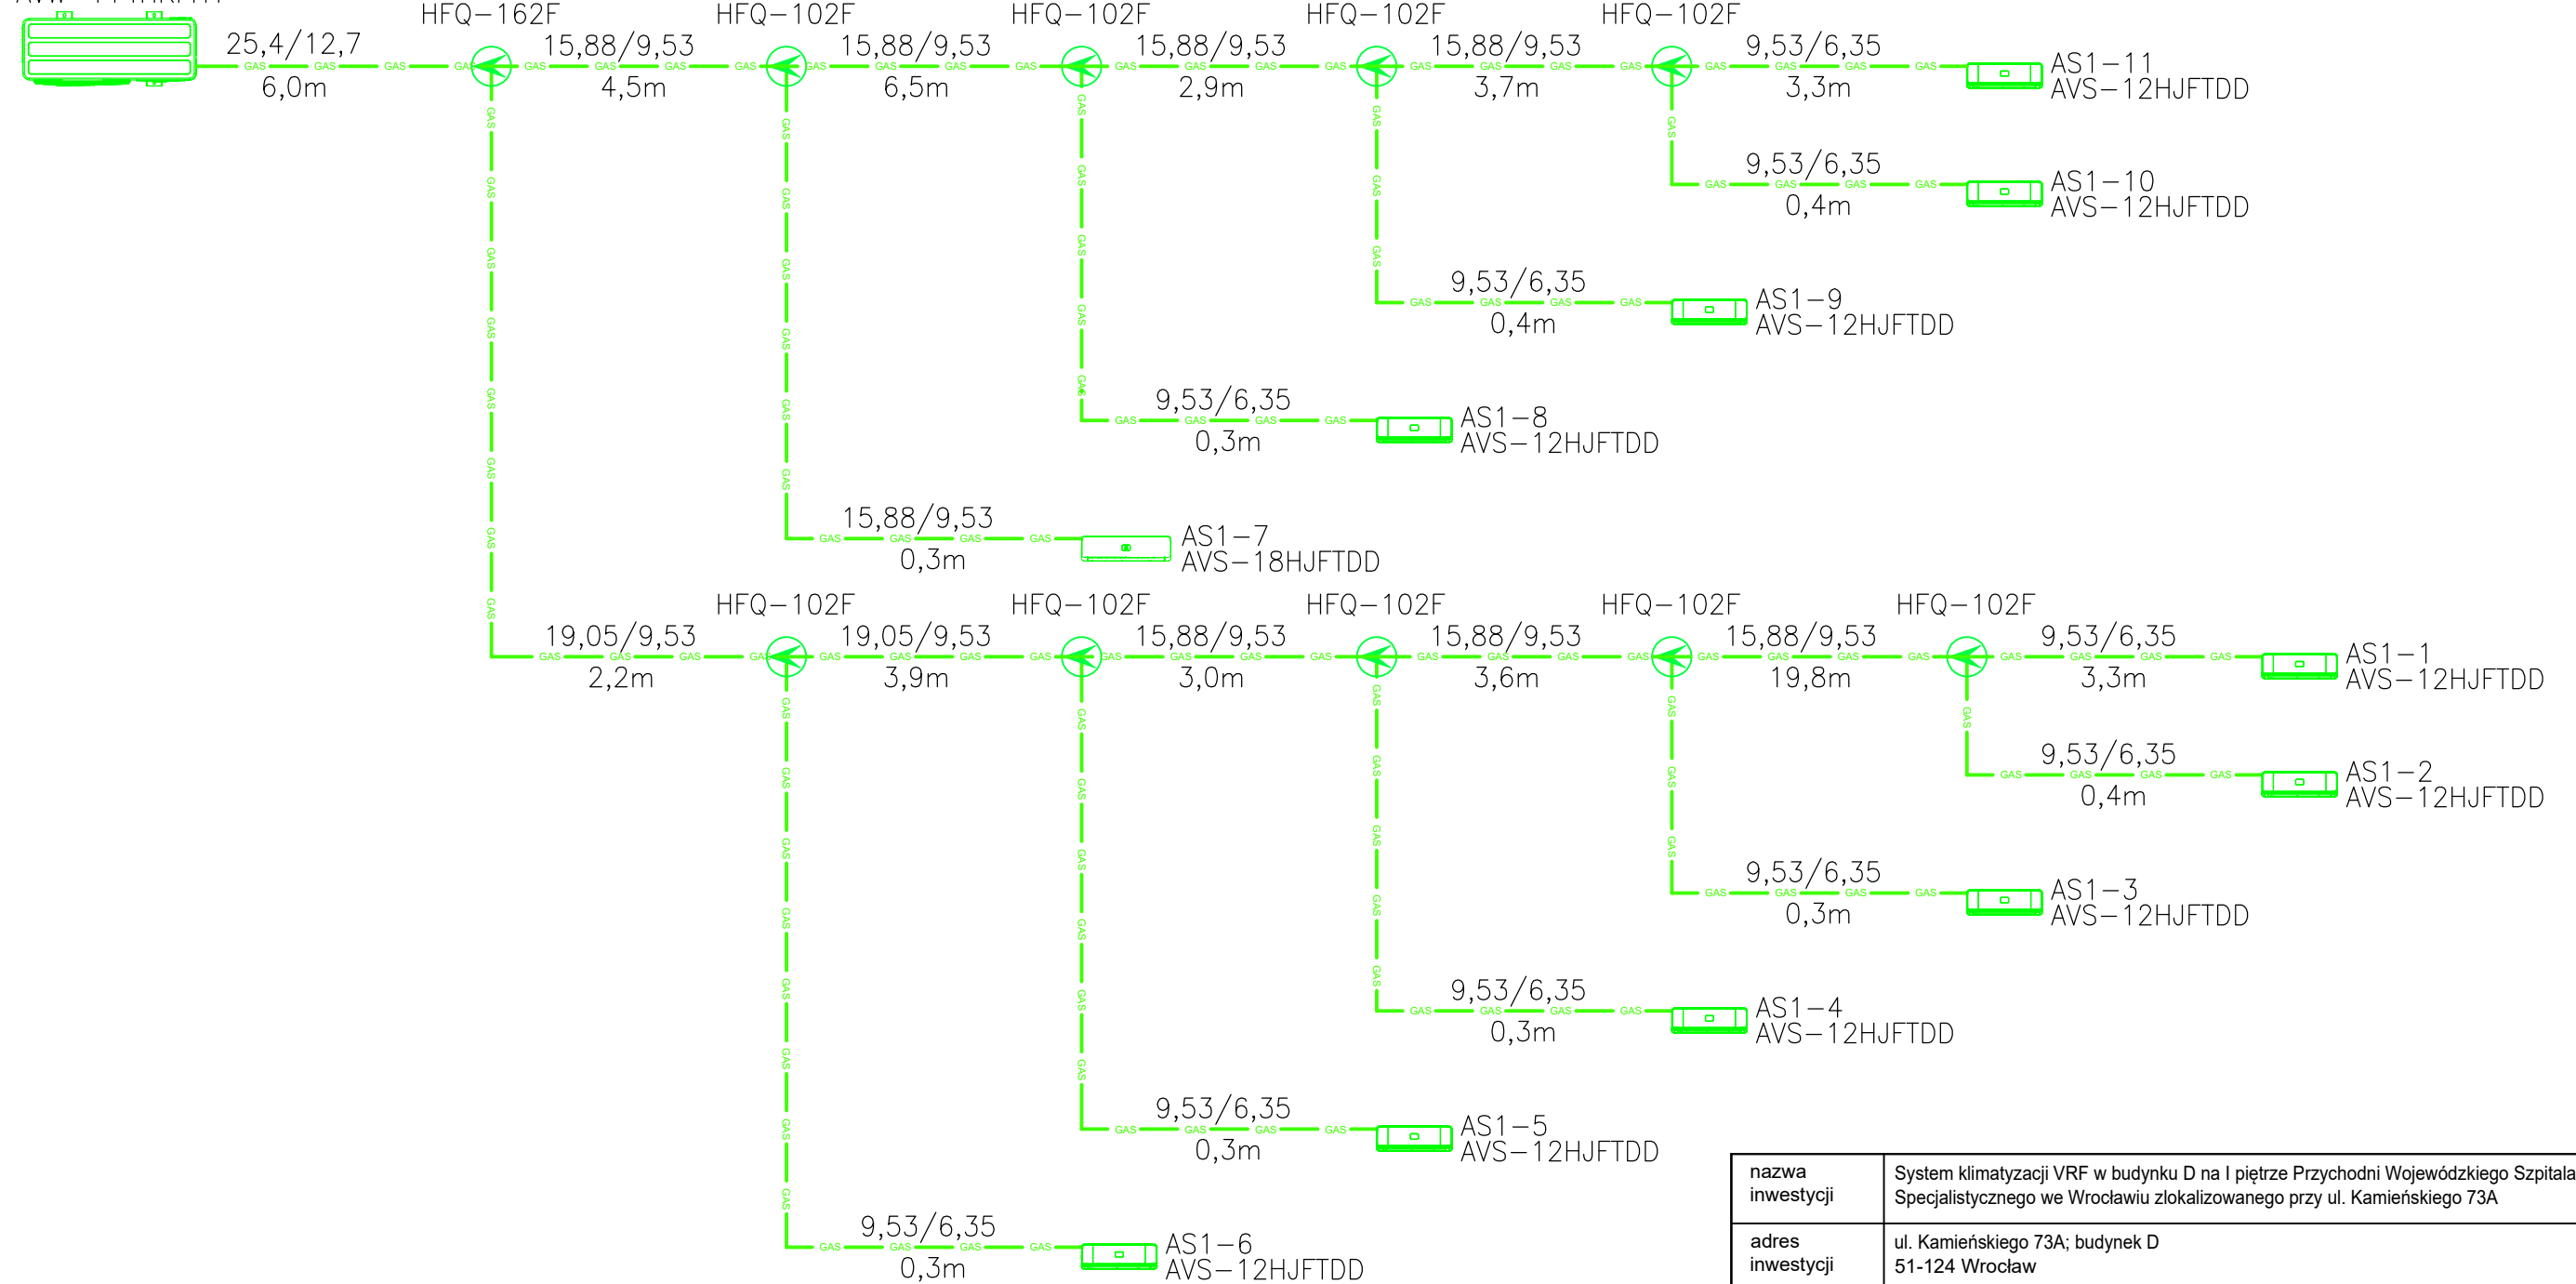 HFQ-162F
HFQ-102F
HFQ-102F
HFQ-102F
HFQ-102F
25,4/12,7
6,0m
15,88/9,53
4,5m
15,88/9,53
6,5m
15,88/9,53
2,9m
15,88/9,53
3,7m
9,53/6,35
3,3m
AS1-11
AVS-12HJFTDD
9,53/6,35
0,4m
AS1-10
AVS-12HJFTDD
9,53/6,35
0,4m
AS1-9
AVS-12HJFTDD
9,53/6,35
0,3m
AS1-8
AVS-12HJFTDD
15,88/9,53
0,3m
AS1-7
AVS-18HJFTDD
HFQ-102F
HFQ-102F
HFQ-102F
HFQ-102F
HFQ-102F
19,05/9,53
2,2m
19,05/9,53
3,9m
15,88/9,53
3,0m
15,88/9,53
3,6m
15,88/9,53
19,8m
9,53/6,35
3,3m
AS1-1
AVS-12HJFTDD
9,53/6,35
0,4m
AS1-2
AVS-12HJFTDD
9,53/6,35
0,3m
AS1-3
AVS-12HJFTDD
9,53/6,35
0,3m
AS1-4
AVS-12HJFTDD
9,53/6,35
0,3m
AS1-5
AVS-12HJFTDD
9,53/6,35
0,3m
AS1-6
AVS-12HJFTDD
nazwa
inwestycji
System klimatyzacji VRF w budynku D na I piętrze Przychodni Wojewódzkiego Szpitala
Specjalistycznego we Wrocławiu zlokalizowanego przy ul. Kamieńskiego 73A
adres
inwestycji
ul. Kamieńskiego 73A; budynek D
51-124 Wrocław